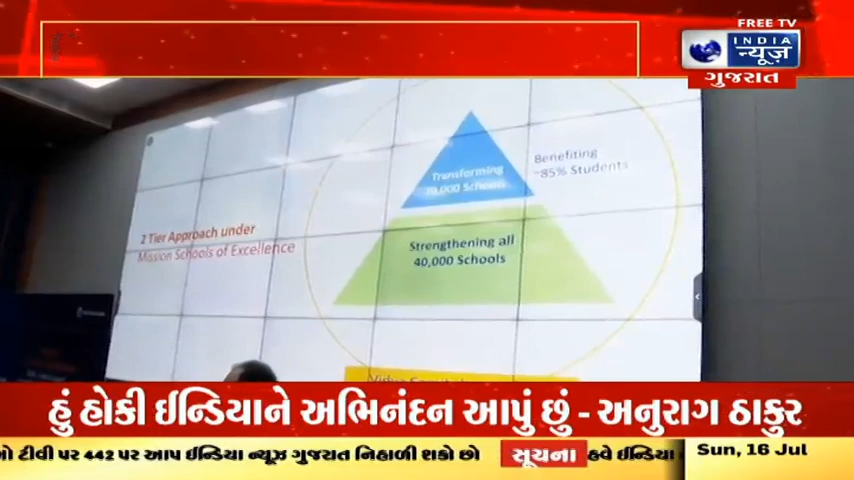 FREE TV
INDIA
न्यूज़
ગુજરાત
Transforming
Schools
Benefiting
~85% Students
2 Tier Approach under
Mission Schools of Excellence
Strengthening all
40,000 Schools
હું હોકી ઈન્ડિયાને અભિનંદન આપું છું - અનુરાગ ઠાકુર
ટીવી પર 442 પર આપ ઈન્ડિયા ન્યૂઝ ગુજરાત નિહાળી શકો છો
સૂચના
હવે ઈન્ડિયા
Sun, 16 Jul